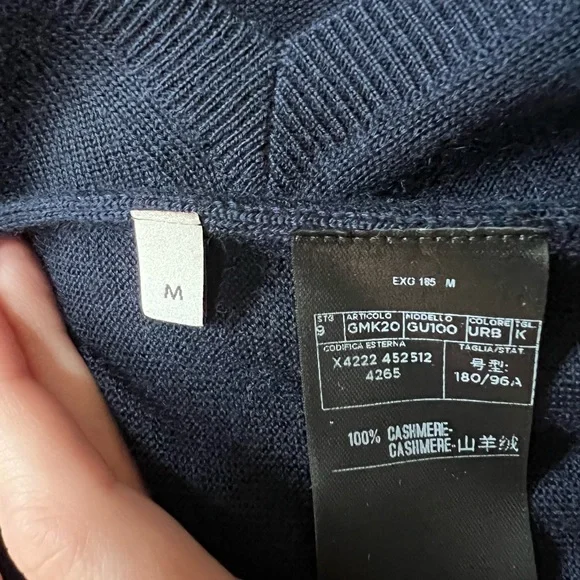 M
EXG 185 M
STG ARTICOLO MODELLO COLORE TGL.
9 GMK20 GU100 URB K
CODIFICA ESTERNA TAGLIA/STAT.
X4222 452512
4265
号型:
180/96A
100% CASHMERE-
CASHMERE-山羊绒